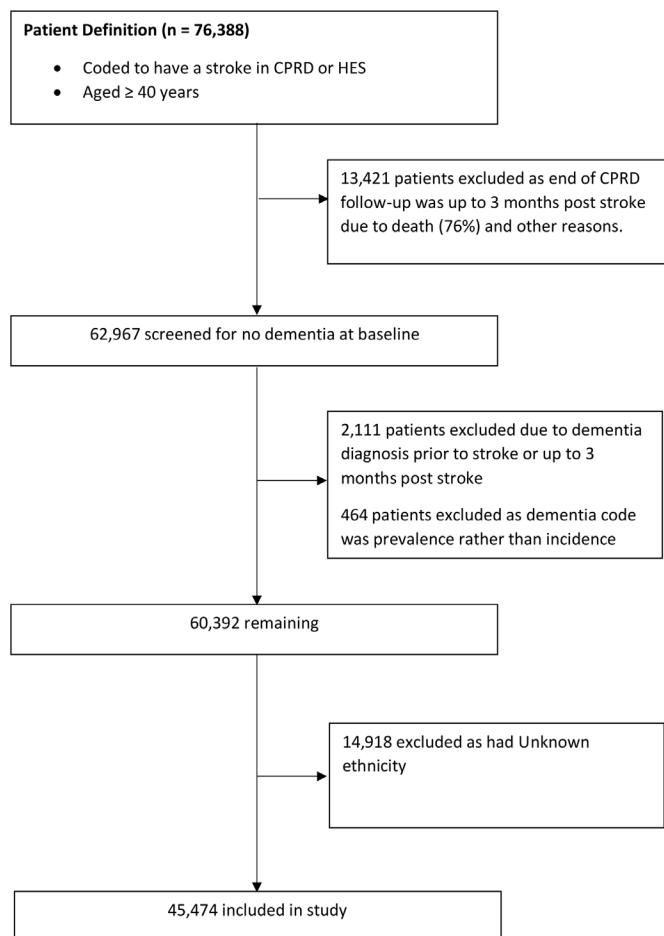 Patient Definition (n = 76,388)
• Coded to have a stroke in CPRD or HES
• Aged ≥ 40 years
13,421 patients excluded as end of CPRD
follow-up was up to 3 months post stroke
due to death (76%) and other reasons.
62,967 screened for no dementia at baseline
2,111 patients excluded due to dementia
diagnosis prior to stroke or up to 3
months post stroke
464 patients excluded as dementia code
was prevalence rather than incidence
60,392 remaining
14,918 excluded as had Unknown
ethnicity
45,474 included in study